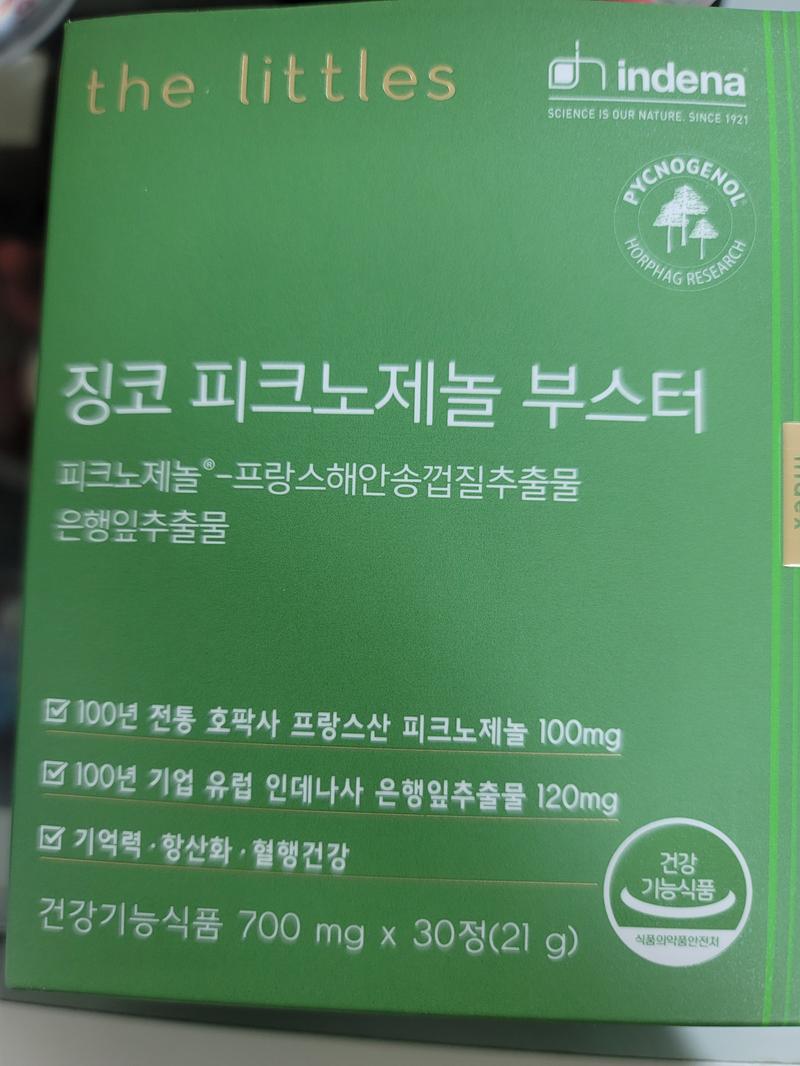 the littles
indena
SCIENCE IS OUR NATURE. SINCE 1921
PYCNOGENOL®
HORPHAG RESEARCH
징코 피크노제놀 부스터
피크노제놀®-프랑스해안송껍질추출물
은행잎추출물
☑ 100년 전통 호팍사 프랑스산 피크노제놀 100mg
☑ 100년 기업 유럽 인데나사 은행잎추출물 120mg
☑ 기억력·항산화·혈행건강
건강기능식품 700 mg x 30정(21 g)
건강
기능식품
식품의약품안전처